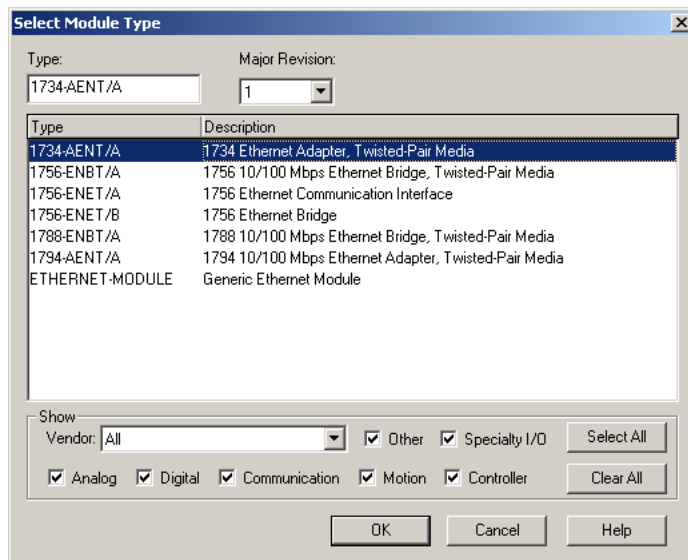 Select Module Type
Type:
Major Revision:
1734-AENT/A
1
Type Description
1734-AENT/A 1734 Ethernet Adapter, Twisted-Pair Media
1756-ENBT/A 1756 10/100 Mbps Ethernet Bridge, Twisted-Pair Media
1756-ENET/A 1756 Ethernet Communication Interface
1756-ENET/B 1756 Ethernet Bridge
1788-ENBT/A 1788 10/100 Mbps Ethernet Bridge, Twisted-Pair Media
1794-AENT/A 1794 10/100 Mbps Ethernet Adapter, Twisted-Pair Media
ETHERNET-MODULE Generic Ethernet Module
Show
Vendor: All Other Specialty I/O Select All
Analog Digital Communication Motion Controller Clear All
OK Cancel Help